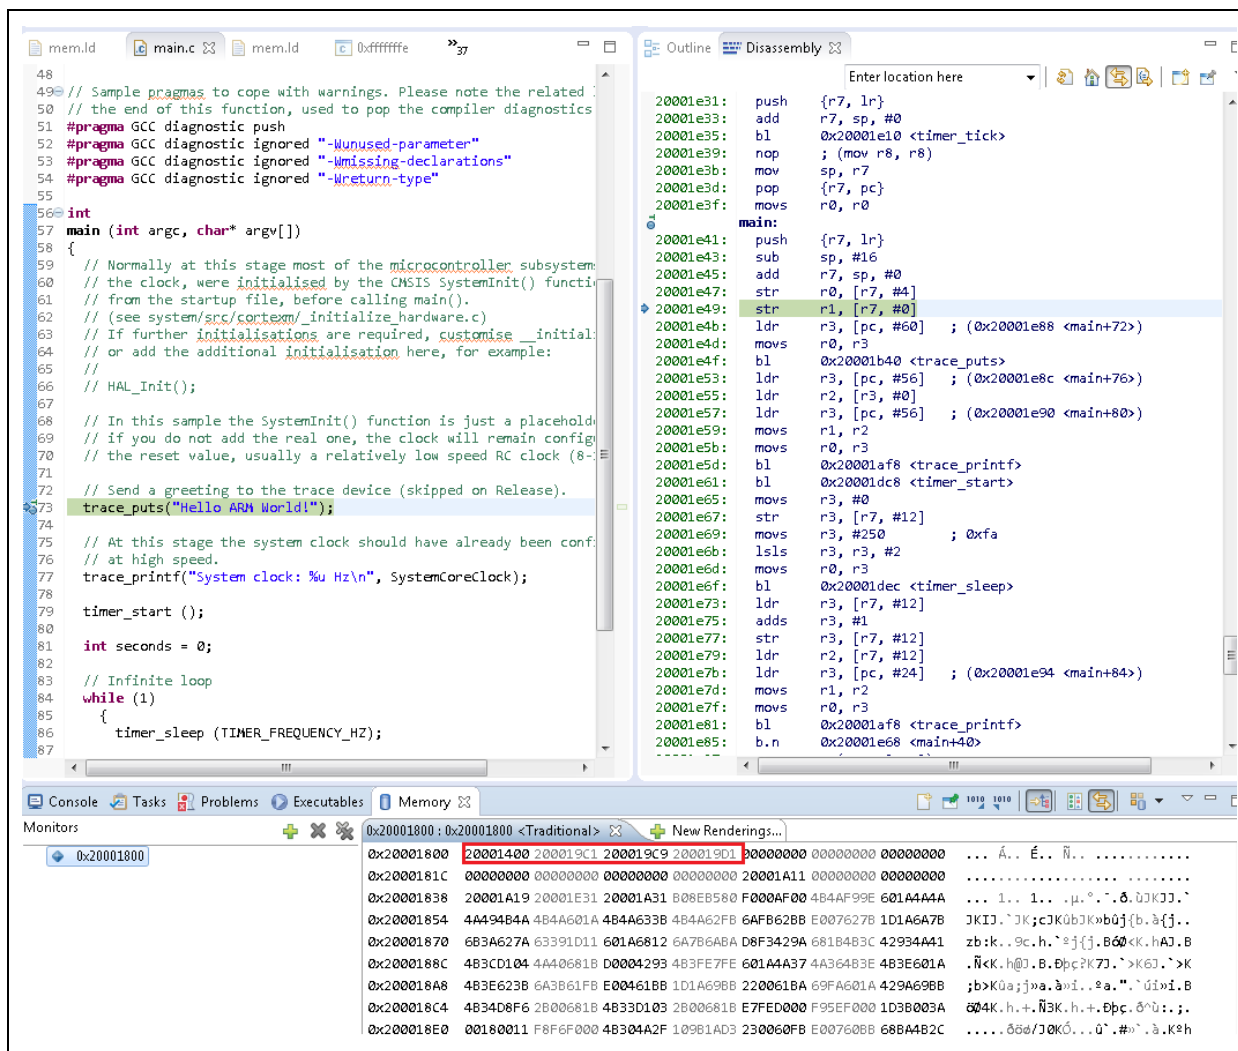 mem.ld main.c mem.ld 0xfffffffe »37
48
49 // Sample pragmas to cope with warnings. Please note the related
50 // the end of this function, used to pop the compiler diagnostics
51 #pragma GCC diagnostic push
52 #pragma GCC diagnostic ignored "-Wunused-parameter"
53 #pragma GCC diagnostic ignored "-Wmissing-declarations"
54 #pragma GCC diagnostic ignored "-Wreturn-type"
55
56 int
57 main (int argc, char* argv[])
58 {
59 // Normally at this stage most of the microcontroller subsystem
60 // the clock, were initialised by the CMSIS SystemInit() functi
61 // from the startup file, before calling main().
62 // (see system/src/cortexm/_initialize_hardware.c)
63 // If further initialisations are required, customise __initial
64 // or add the additional initialisation here, for example:
65 //
66 // HAL_Init();
67
68 // In this sample the SystemInit() function is just a placehold
69 // if you do not add the real one, the clock will remain config
70 // the reset value, usually a relatively low speed RC clock (8-
71
72 // Send a greeting to the trace device (skipped on Release).
73 trace_puts("Hello ARM World!");
74
75 // At this stage the system clock should have already been conf
76 // at high speed.
77 trace_printf("System clock: %u Hz\n", SystemCoreClock);
78
79 timer_start ();
80
81 int seconds = 0;
82
83 // Infinite loop
84 while (1)
85 {
86 timer_sleep (TIMER_FREQUENCY_HZ);
87
Outline Disassembly
Enter location here
20001e31: push {r7, lr}
20001e33: add r7, sp, #0
20001e35: bl 0x20001e10 <timer_tick>
20001e39: nop ; (mov r8, r8)
20001e3b: mov sp, r7
20001e3d: pop {r7, pc}
20001e3f: movs r0, r0
main:
20001e41: push {r7, lr}
20001e43: sub sp, #16
20001e45: add r7, sp, #0
20001e47: str r0, [r7, #4]
20001e49: str r1, [r7, #0]
20001e4b: ldr r3, [pc, #60] ; (0x20001e88 <main+72>)
20001e4d: movs r0, r3
20001e4f: bl 0x20001b40 <trace_puts>
20001e53: ldr r3, [pc, #56] ; (0x20001e8c <main+76>)
20001e55: ldr r2, [r3, #0]
20001e57: ldr r3, [pc, #56] ; (0x20001e90 <main+80>)
20001e59: movs r1, r2
20001e5b: movs r0, r3
20001e5d: bl 0x20001af8 <trace_printf>
20001e61: bl 0x20001dc8 <timer_start>
20001e65: movs r3, #0
20001e67: str r3, [r7, #12]
20001e69: movs r3, #250 ; 0xfa
20001e6b: lsls r3, r3, #2
20001e6d: movs r0, r3
20001e6f: bl 0x20001dec <timer_sleep>
20001e73: ldr r3, [r7, #12]
20001e75: adds r3, #1
20001e77: str r3, [r7, #12]
20001e79: ldr r2, [r7, #12]
20001e7b: ldr r3, [pc, #24] ; (0x20001e94 <main+84>)
20001e7d: movs r1, r2
20001e7f: movs r0, r3
20001e81: bl 0x20001af8 <trace_printf>
20001e85: b.n 0x20001e68 <main+40>
Console Tasks Problems Executables Memory
Monitors
0x20001800
0x20001800 : 0x20001800 <Traditional> New Renderings...
0x20001800 20001400 200019C1 200019C9 200019D1 00000000 00000000 00000000 ... Á.. É.. Ñ.. ............
0x2000181C 00000000 00000000 00000000 00000000 20001A11 00000000 00000000
0x20001838 20001A19 20001E31 20001A31 B08EB580 F000AF00 4B4AF99E 601A4A4A
0x20001854 4A494B4A 4B4A601A 4B4A633B 4B4A62FB 6AFB62BB E007627B 1D1A6A7B
0x20001870 6B3A627A 63391D11 601A6812 6A7B6ABA D8F3429A 681B4B3C 42934A41
0x2000188C 4B3CD104 4A40681B D0004293 4B3FE7FE 601A4A37 4A364B3E 4B3E601A
0x200018A8 4B3E623B 6A3B61FB E00461BB 1D1A69BB 220061BA 69FA601A 429A69BB
0x200018C4 4B34D8F6 2B00681B 4B33D103 2B00681B E7FED000 F95EF000 1D3B003A
0x200018E0 00180011 F8F6F000 4B304A2F 109B1AD3 230060FB E00760BB 68BA4B2C